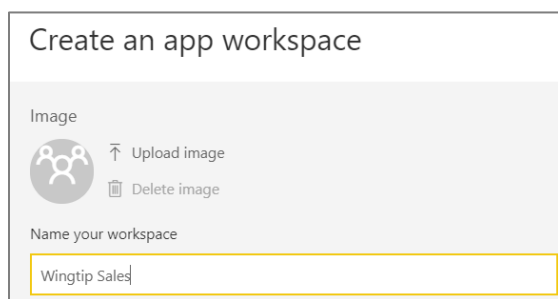 Create an app workspace
Image
Upload image
Delete image
Name your workspace
Wingtip Sales